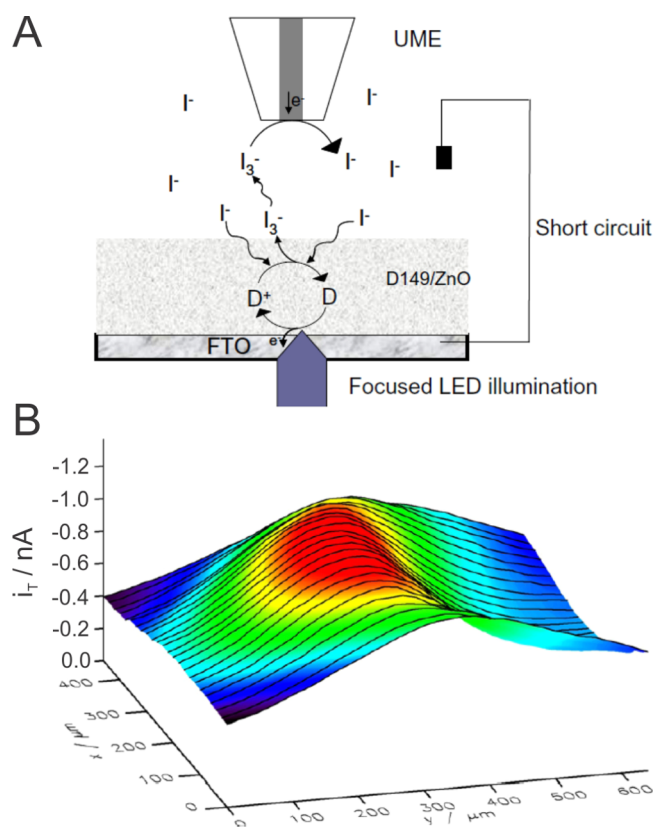 A
UME
e-
I-
I-
I3-
I-
I-
I-
I-
I3-
I-
Short circuit
D149/ZnO
D+
D
FTO
e-
Focused LED illumination
B
-1.2
-1.0
-0.8
-0.6
-0.4
-0.2
0.0
iT / nA
400
300
200
100
0
x / µm
0
100
200
300
400
500
600
y / µm